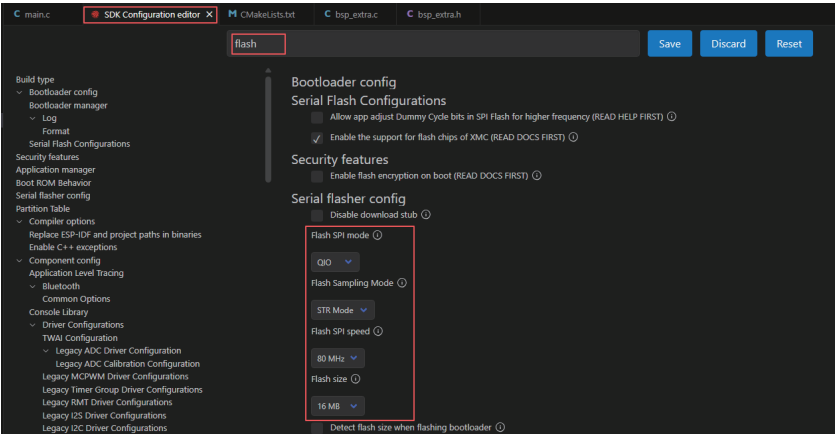 C main.c
SDK Configuration editor X
M CMakeLists.txt
C bsp_extra.c
C bsp_extra.h
flash
Save
Discard
Reset
Build type
Bootloader config
Bootloader manager
Log
Format
Serial Flash Configurations
Security features
Application manager
Boot ROM Behavior
Serial flasher config
Partition Table
Compiler options
Replace ESP-IDF and project paths in binaries
Enable C++ exceptions
Component config
Application Level Tracing
Bluetooth
Common Options
Console Library
Driver Configurations
TWAI Configuration
Legacy ADC Driver Configuration
Legacy ADC Calibration Configuration
Legacy MCPWM Driver Configurations
Legacy Timer Group Driver Configurations
Legacy RMT Driver Configurations
Legacy I2S Driver Configurations
Legacy I2C Driver Configurations
Bootloader config
Serial Flash Configurations
Allow app adjust Dummy Cycle bits in SPI Flash for higher frequency (READ HELP FIRST)
Enable the support for flash chips of XMC (READ DOCS FIRST)
Security features
Enable flash encryption on boot (READ DOCS FIRST)
Serial flasher config
Disable download stub
Flash SPI mode
QIO
Flash Sampling Mode
STR Mode
Flash SPI speed
80 MHz
Flash size
16 MB
Detect flash size when flashing bootloader